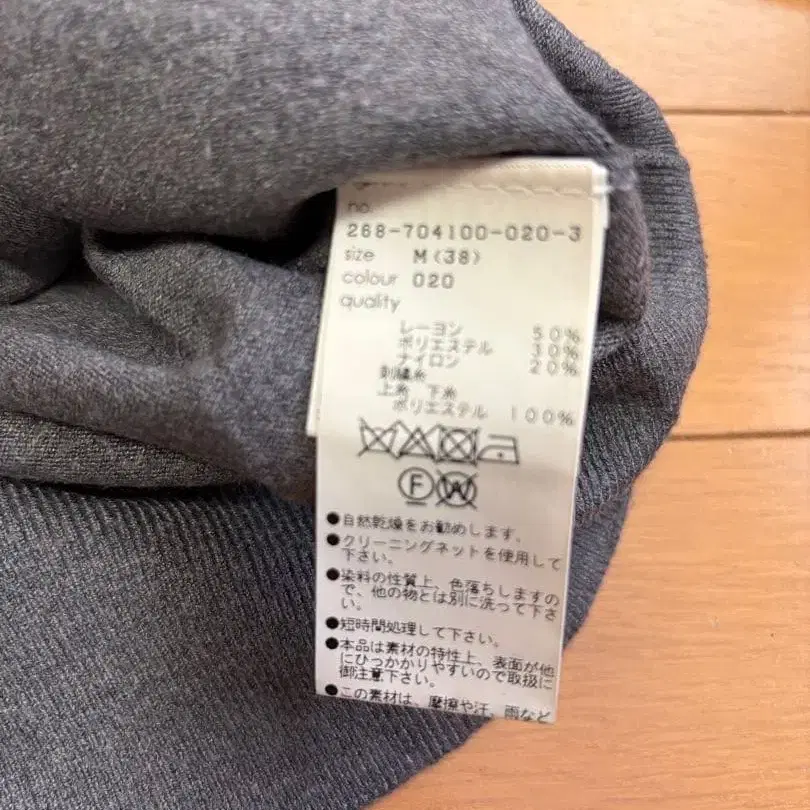 no.
268-704100-020-3
size M(38)
colour 020
quality
レーヨン 50%
ポリエステル 30%
ナイロン 20%
刺繍糸
上糸 下糸
ポリエステル 100%
F
W
●自然乾燥をお勧めします。
●クリーニングネットを使用して
下さい。
●染料の性質上、色落ちしますの
で、他の物とは別に洗って下さ
い。
●短時間処理して下さい。
●本品は素材の特性上、表面が他
にひっかかりやすいので取扱に
御注意下さい。
●この素材は、摩擦や汗、雨など